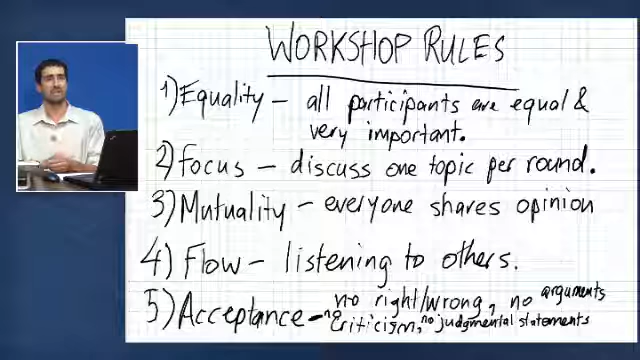 WORKSHOP RULES
1) Equality – all participants are equal &
very important.
2) Focus – discuss one topic per round.
3) Mutuality – everyone shares opinion
4) Flow – listening to others.
5) Acceptance – no right/wrong, no arguments
no criticism, no judgmental statements